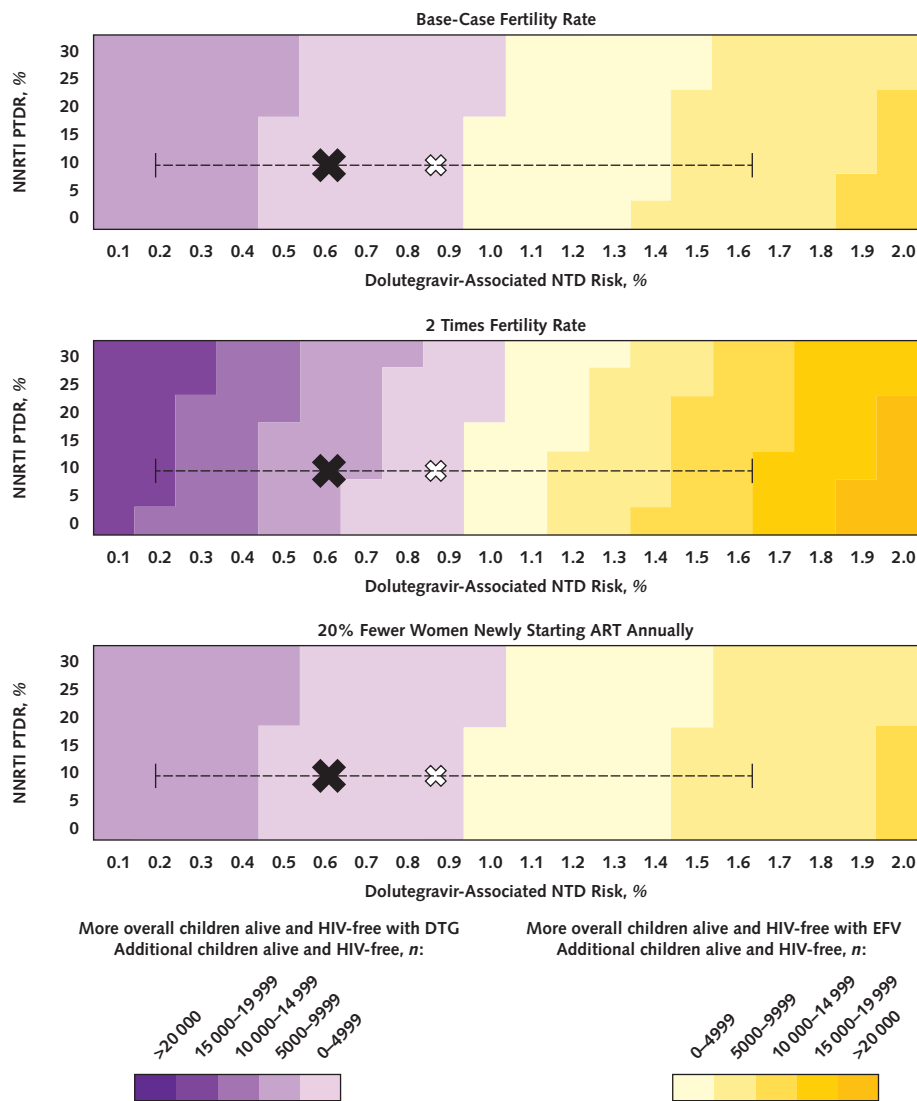 Base-Case Fertility Rate
NNRTI PTDR, %
30
25
20
15
10
5
0
0.1 0.2 0.3 0.4 0.5 0.6 0.7 0.8 0.9 1.0 1.1 1.2 1.3 1.4 1.5 1.6 1.7 1.8 1.9 2.0
Dolutegravir-Associated NTD Risk, %
2 Times Fertility Rate
NNRTI PTDR, %
30
25
20
15
10
5
0
0.1 0.2 0.3 0.4 0.5 0.6 0.7 0.8 0.9 1.0 1.1 1.2 1.3 1.4 1.5 1.6 1.7 1.8 1.9 2.0
Dolutegravir-Associated NTD Risk, %
20% Fewer Women Newly Starting ART Annually
NNRTI PTDR, %
30
25
20
15
10
5
0
0.1 0.2 0.3 0.4 0.5 0.6 0.7 0.8 0.9 1.0 1.1 1.2 1.3 1.4 1.5 1.6 1.7 1.8 1.9 2.0
Dolutegravir-Associated NTD Risk, %
More overall children alive and HIV-free with DTG
Additional children alive and HIV-free, n:
>20 000
15 000–19 999
10 000–14 999
5000–9999
0–4999
More overall children alive and HIV-free with EFV
Additional children alive and HIV-free, n:
0–4999
5000–9999
10 000–14 999
15 000–19 999
>20 000